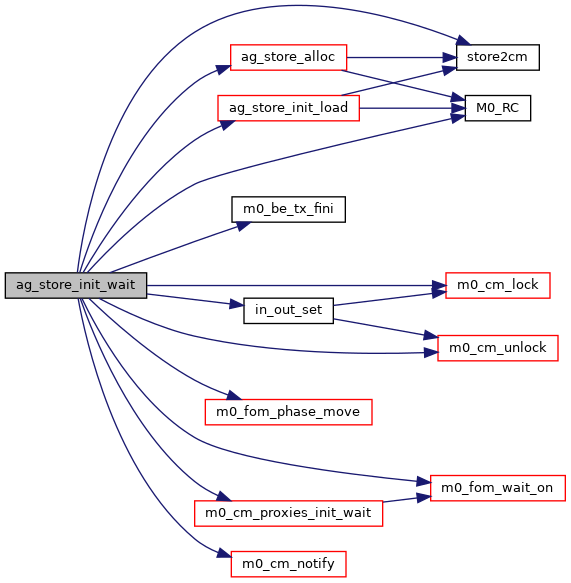 ag_store_alloc
store2cm
ag_store_init_load
M0_RC
m0_be_tx_fini
ag_store_init_wait
m0_cm_lock
in_out_set
m0_cm_unlock
m0_fom_phase_move
m0_fom_wait_on
m0_cm_proxies_init_wait
m0_cm_notify